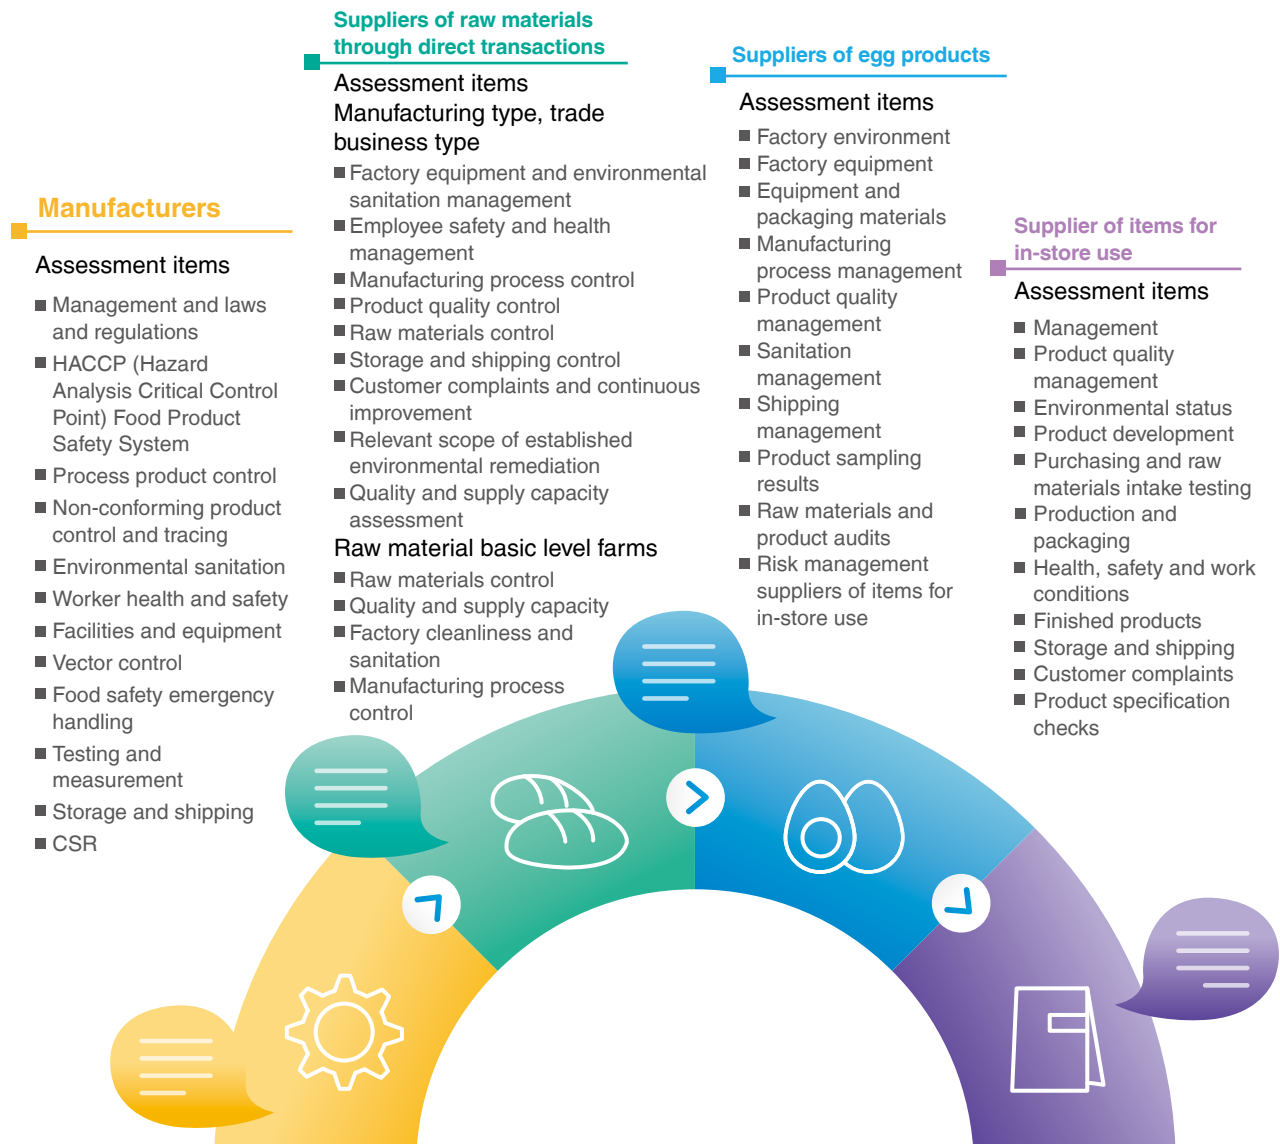 Manufacturers
Assessment items
Management and laws
and regulations
HACCP (Hazard
Analysis Critical Control
Point) Food Product
Safety System
Process product control
Non-conforming product
control and tracing
Environmental sanitation
Worker health and safety
Facilities and equipment
Vector control
Food safety emergency
handling
Testing and
measurement
Storage and shipping
CSR
Suppliers of raw materials
through direct transactions
Assessment items
Manufacturing type, trade
business type
Factory equipment and environmental
sanitation management
Employee safety and health
management
Manufacturing process control
Product quality control
Raw materials control
Storage and shipping control
Customer complaints and continuous
improvement
Relevant scope of established
environmental remediation
Quality and supply capacity
assessment
Raw material basic level farms
Raw materials control
Quality and supply capacity
Factory cleanliness and
sanitation
Manufacturing process
control
Suppliers of egg products
Assessment items
Factory environment
Factory equipment
Equipment and
packaging materials
Manufacturing
process management
Product quality
management
Sanitation
management
Shipping
management
Product sampling
results
Raw materials and
product audits
Risk management
suppliers of items for
in-store use
Supplier of items for
in-store use
Assessment items
Management
Product quality
management
Environmental status
Product development
Purchasing and raw
materials intake testing
Production and
packaging
Health, safety and work
conditions
Finished products
Storage and shipping
Customer complaints
Product specification
checks